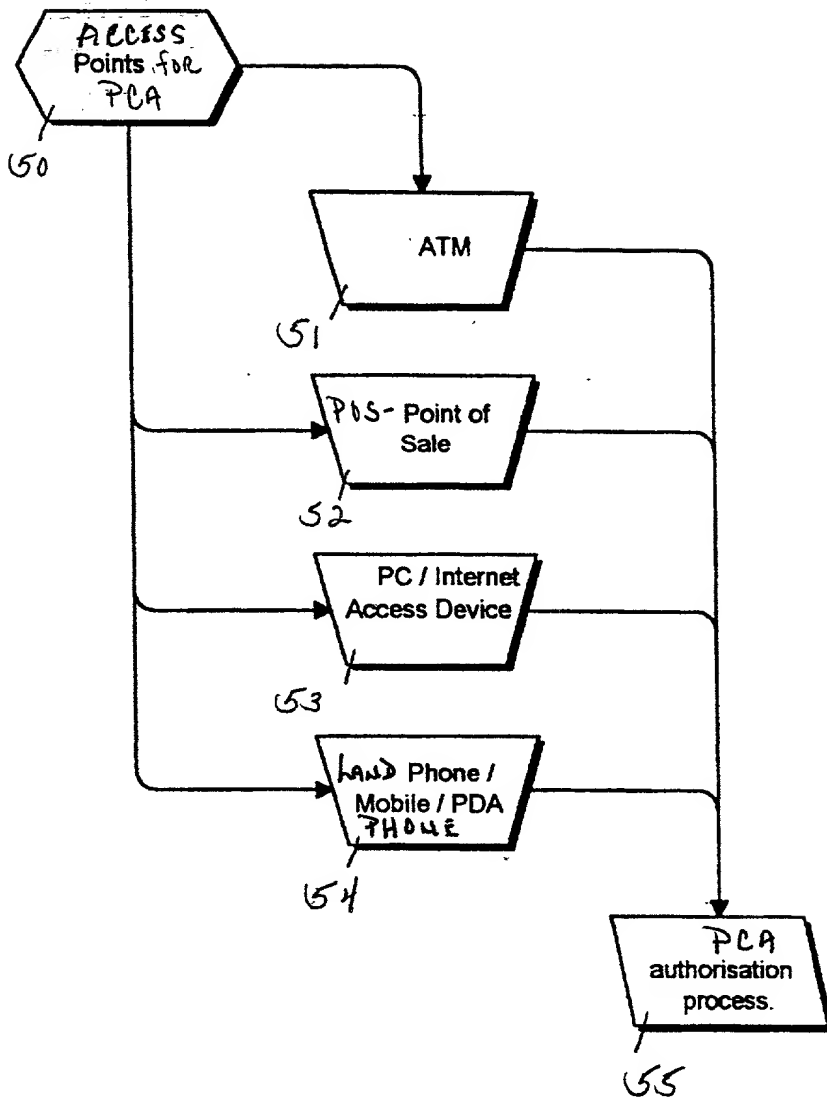 ACCESS
Points for
PCA
50
ATM
51
POS- Point of
Sale
52
PC / Internet
Access Device
53
LAND Phone /
Mobile / PDA
PHONE
54
PCA
authorisation
process.
55